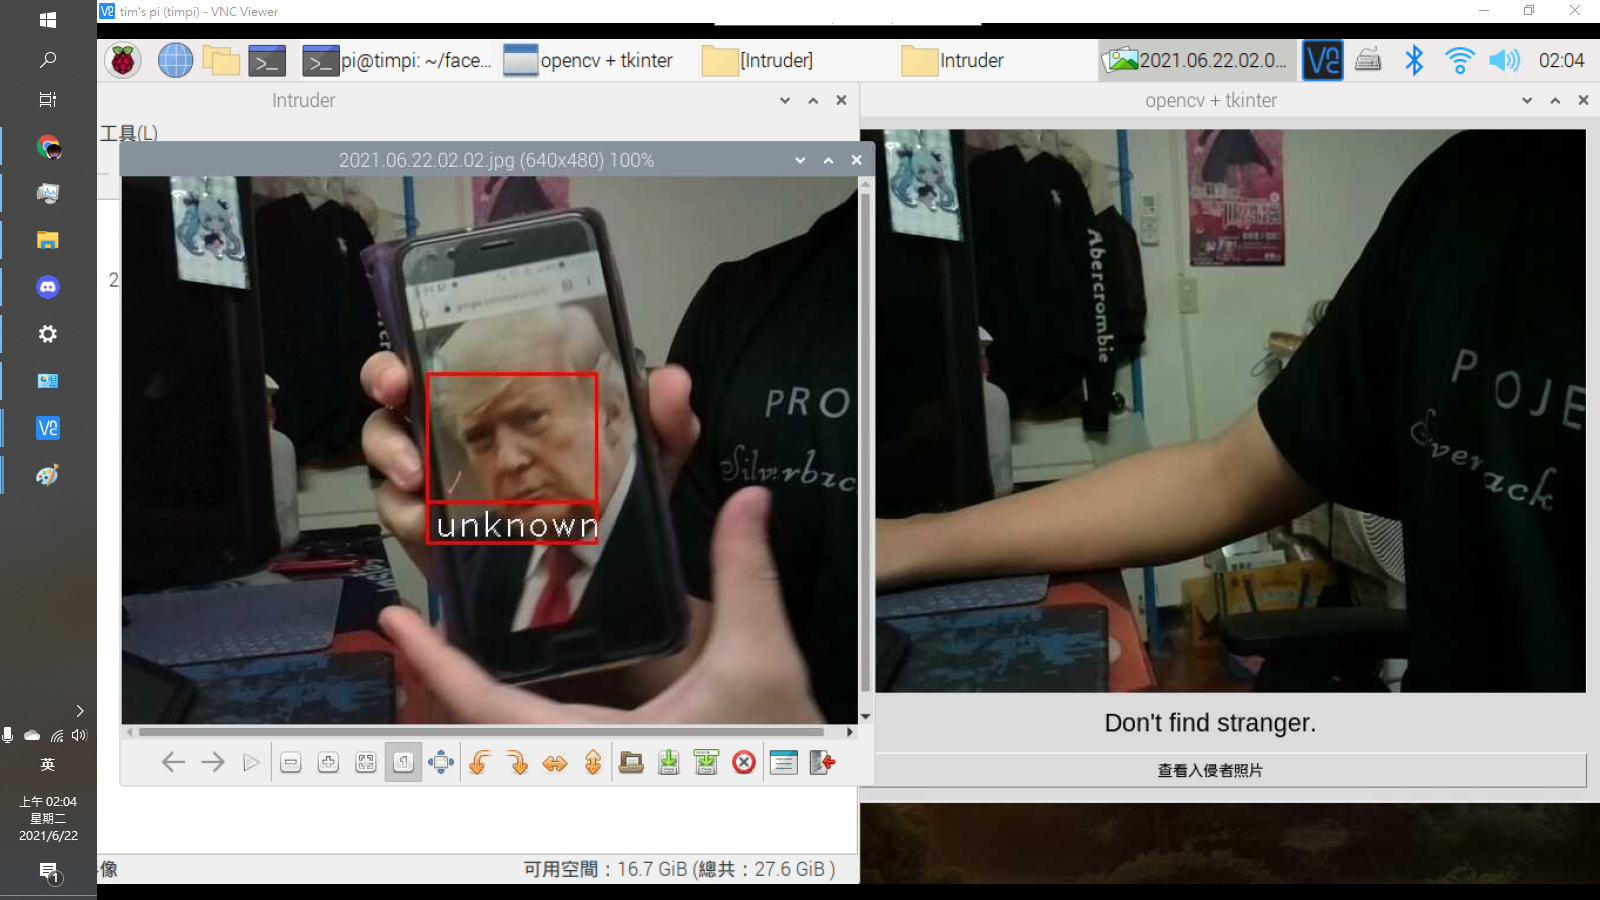 tim's pi (timpi) - VNC Viewer
pi@timpi: ~/face...
opencv + tkinter
[Intruder]
Intruder
2021.06.22.02.0...
02:04
Intruder
opencv + tkinter
工具(L)
2021.06.22.02.02.jpg (640x480) 100%
2
unknown
PRO
Silverbac
Abercrombie
P OJE
Don't find stranger.
查看入侵者照片
像
可用空間：16.7 GiB (總共：27.6 GiB )
英
上午 02:04
星期二
2021/6/22
1